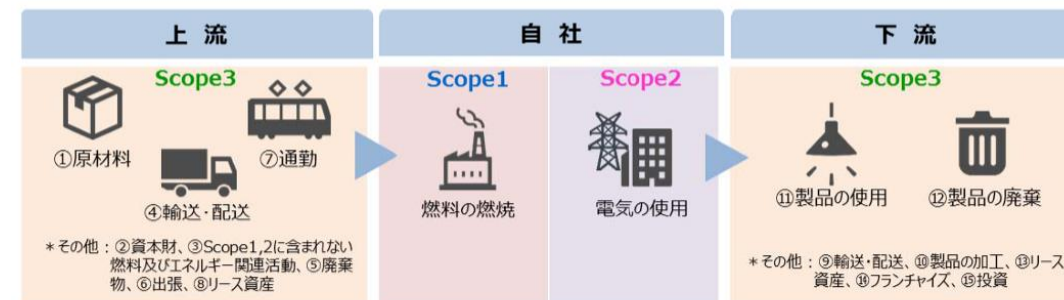 上 流
自 社
下 流
Scope3
①原材料
⑦通勤
④輸送・配送
*その他:②資本財、③Scope1,2に含まれない
燃料及びエネルギー関連活動、⑤廃棄
物、⑥出張、⑧リース資産
Scope1
燃料の燃焼
Scope2
電気の使用
Scope3
⑪製品の使用
⑫製品の廃棄
*その他:⑨輸送・配送、⑩製品の加工、⑬リース
資産、⑭フランチャイズ、⑮投資